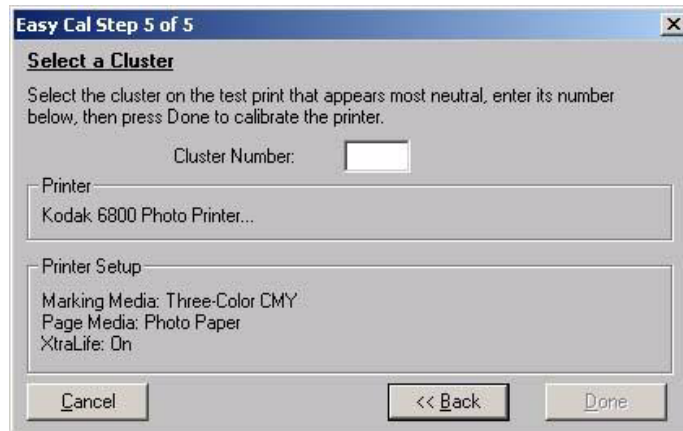 Easy Cal Step 5 of 5
Select a Cluster
Select the cluster on the test print that appears most neutral, enter its number
below, then press Done to calibrate the printer.
Cluster Number:
Printer
Kodak 6800 Photo Printer...
Printer Setup
Marking Media: Three-Color CMY
Page Media: Photo Paper
XtraLife: On
Cancel
<< Back
Done